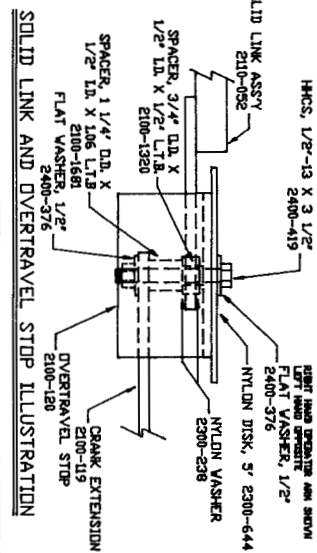 HHCS, 1/2"-13 X 3 1/2
2400-419
RIGHT HAND OPERATOR ARM SHOWN
LEFT HAND OPPOSITE
FLAT WASHER, 1/2"
2400-376
NYLON DISK, 5" 2300-644
LID LINK ASS'Y
2110-052
SPACER, 3/4" O.D. X
1/2" I.D. X 1/2" L.T.B.
2100-1320
NYLON WASHER
2300-238
SPACER, 1 1/4" O.D. X
1/2" I.D. X 1.06 L.T.B
2100-1681
FLAT WASHER, 1/2"
2400-376
CRANK EXTENSION
2100-119
OVERTRAVEL STOP
2100-120
SOLID LINK AND OVERTRAVEL STOP ILLUSTRATION